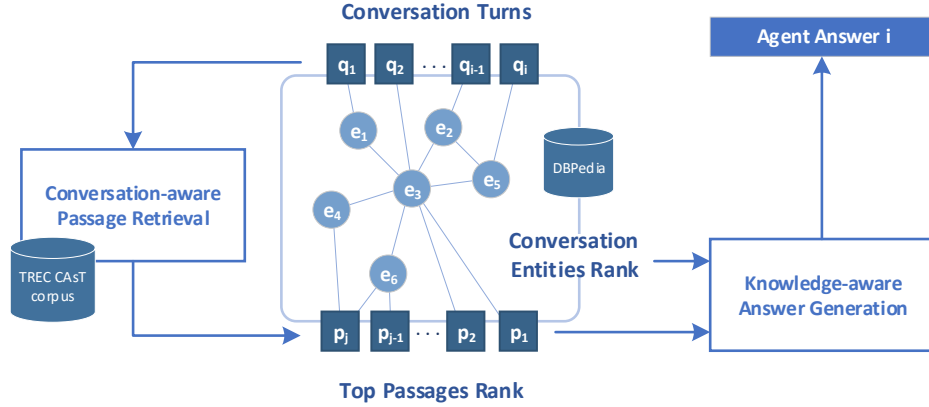 Conversation Turns
Agent Answer i
q1 q2 ... qi-1 qi
e1 e2
DBPedia
e3 e5
Conversation-aware
Passage Retrieval
e4
Conversation
Entities Rank
TREC CAsT
corpus
e6
Knowledge-aware
Answer Generation
pj pj-1 ... p2 p1
Top Passages Rank